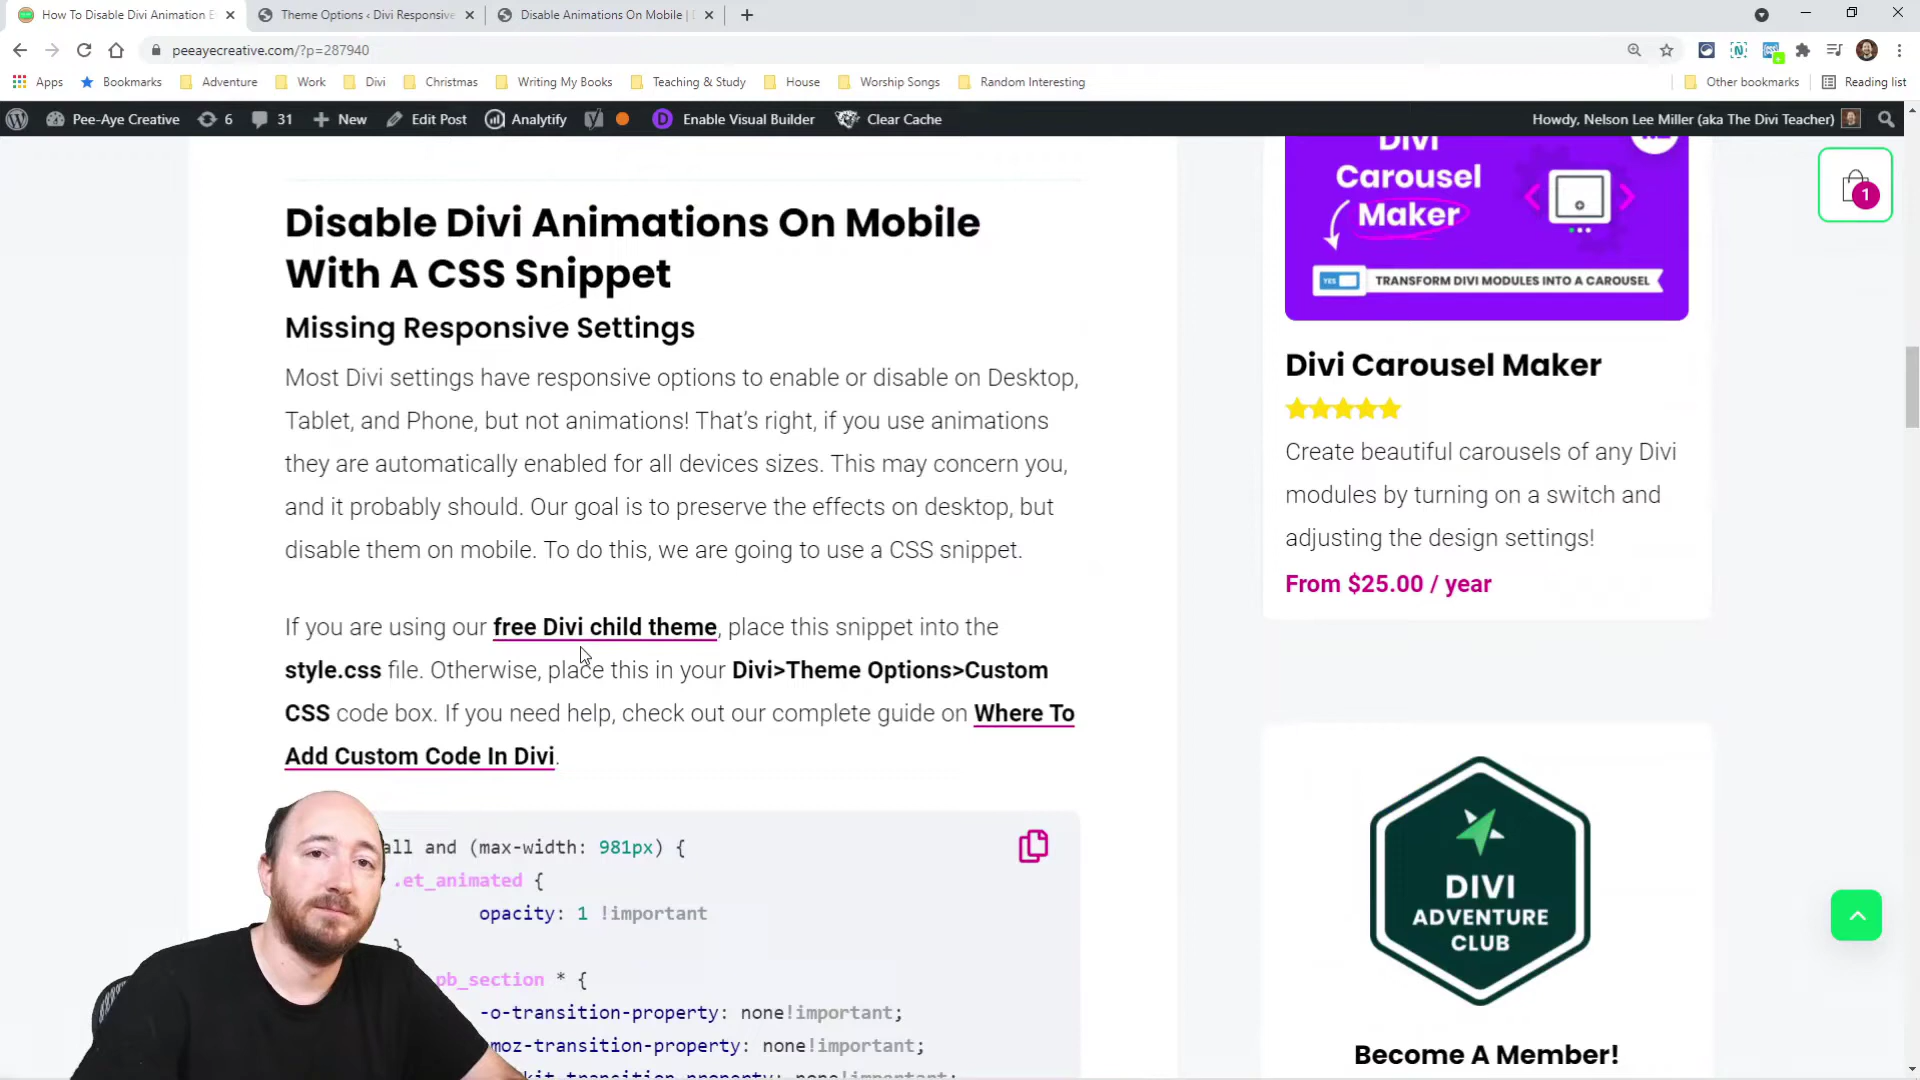 How To Disable Divi Animation E
Theme Options ‹ Divi Responsive
Disable Animations On Mobile |
peeayecreative.com/?p=287940
Apps
Bookmarks
Adventure
Work
Divi
Christmas
Writing My Books
Teaching & Study
House
Worship Songs
Random Interesting
Other bookmarks
Reading list
Pee-Aye Creative
6
31
New
Edit Post
Analytify
D
Enable Visual Builder
Clear Cache
Howdy, Nelson Lee Miller (aka The Divi Teacher)
1
Disable Divi Animations On Mobile
With A CSS Snippet
Missing Responsive Settings
Most Divi settings have responsive options to enable or disable on Desktop,
Tablet, and Phone, but not animations! That’s right, if you use animations
they are automatically enabled for all devices sizes. This may concern you,
and it probably should. Our goal is to preserve the effects on desktop, but
disable them on mobile. To do this, we are going to use a CSS snippet.
If you are using our free Divi child theme, place this snippet into the
style.css file. Otherwise, place this in your Divi>Theme Options>Custom
CSS code box. If you need help, check out our complete guide on Where To
Add Custom Code In Divi.
all and (max-width: 981px) {
.et_animated {
opacity: 1 !important
}
pb_section * {
-o-transition-property: none!important;
moz-transition-property: none!important;
kit-transition-property: none!important;
Divi
Carousel
Maker
YES
TRANSFORM DIVI MODULES INTO A CAROUSEL
Divi Carousel Maker
Create beautiful carousels of any Divi
modules by turning on a switch and
adjusting the design settings!
From $25.00 / year
DIVI
ADVENTURE
CLUB
Become A Member!